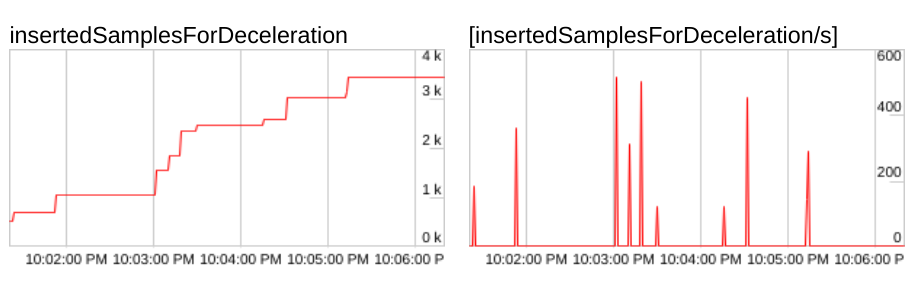 insertedSamplesForDeceleration
4 k
3 k
2 k
1 k
0 k
10:02:00 PM 10:03:00 PM 10:04:00 PM 10:05:00 PM 10:06:00 P
[insertedSamplesForDeceleration/s]
600
400
200
0
10:02:00 PM 10:03:00 PM 10:04:00 PM 10:05:00 PM 10:06:00 P